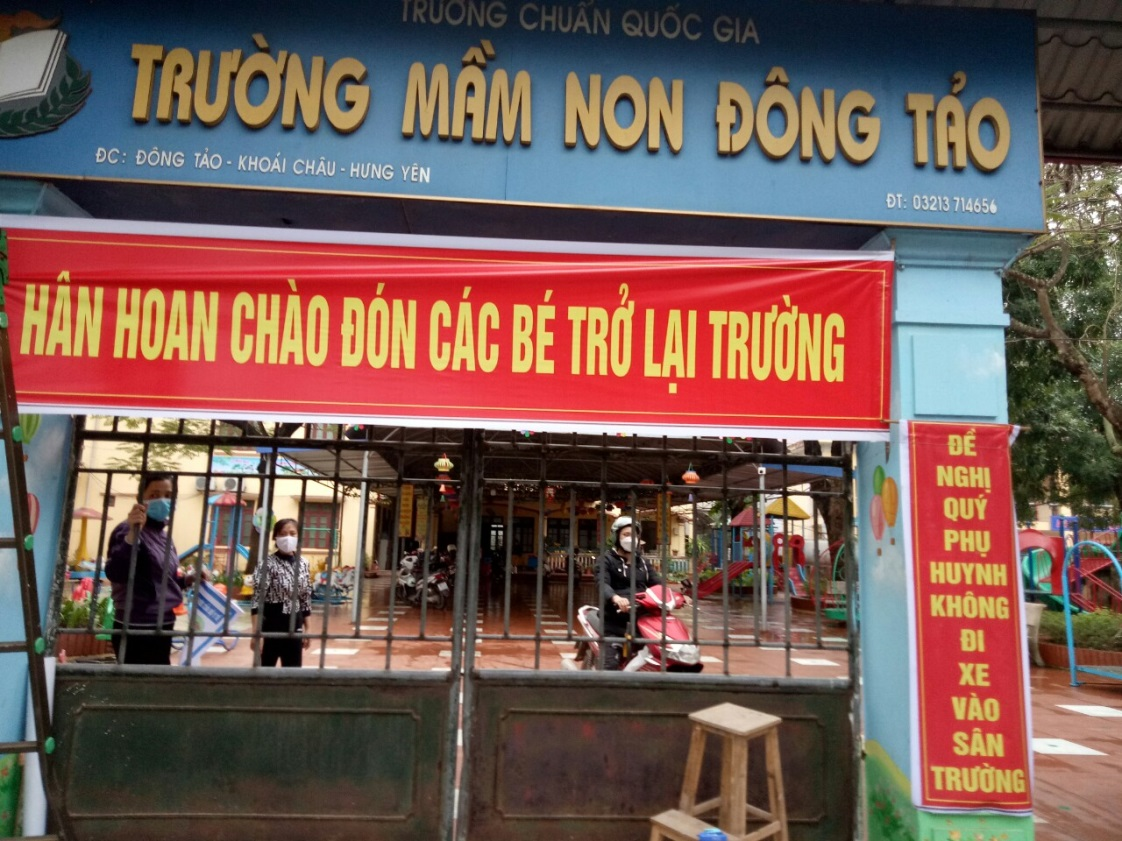 TRƯỜNG CHUẨN QUỐC GIA
TRƯỜNG MẦM NON ĐÔNG TẢO
ĐC: ĐÔNG TẢO - KHOÁI CHÂU - HƯNG YÊN
ĐT: 03213 714656
HÂN HOAN CHÀO ĐÓN CÁC BÉ TRỞ LẠI TRƯỜNG
ĐỀ
NGHỊ
QUÝ
PHỤ
HUYNH
KHÔNG
ĐI
XE
VÀO
SÂN
TRƯỜNG